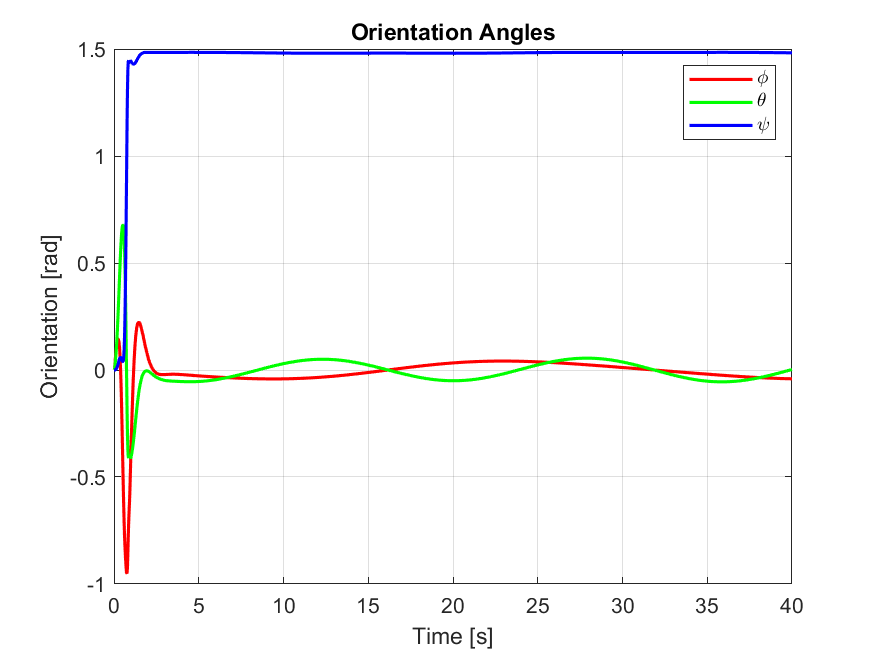 Orientation Angles
1.5
1
0.5
0
-0.5
-1
Orientation [rad]
ϕ
θ
ψ
0 5 10 15 20 25 30 35 40
Time [s]